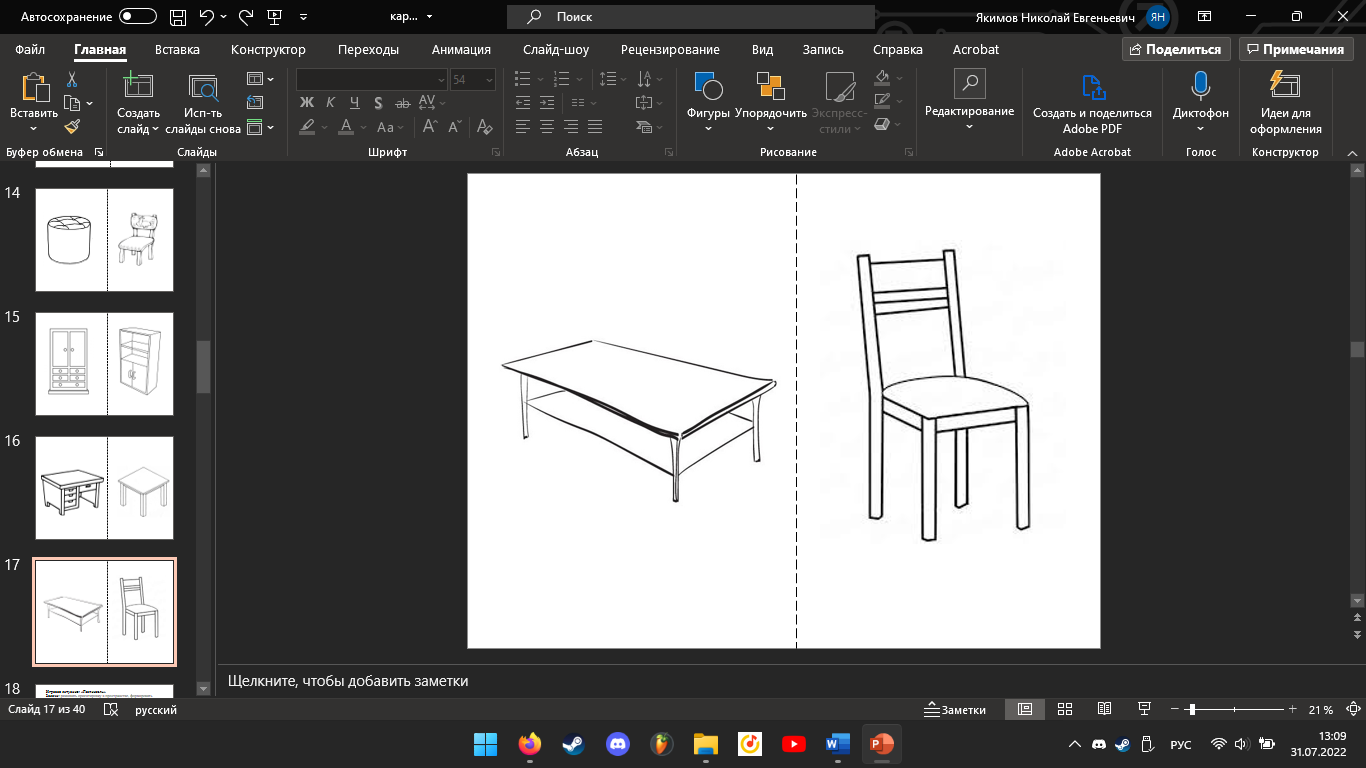 Автосохранение
кар...
Поиск
Якимов Николай Евгеньевич ЯН
Файл Главная Вставка Конструктор Переходы Анимация Слайд-шоу Рецензирование Вид Запись Справка Acrobat
Поделиться
Примечания
Вставить
Создать слайд
Исп-ть слайды снова
54
Ж К Ч S ab AV
A Aa A A A
Фигуры
Упорядочить
Экспресс-стили
Редактирование
Создать и поделиться Adobe PDF
Диктофон
Идеи для оформления
Буфер обмена
Слайды
Шрифт
Абзац
Рисование
Adobe Acrobat
Голос
Конструктор
14
15
16
17
18
Щелкните, чтобы добавить заметки
Слайд 17 из 40
русский
Заметки
21 %
РУС
13:09
31.07.2022